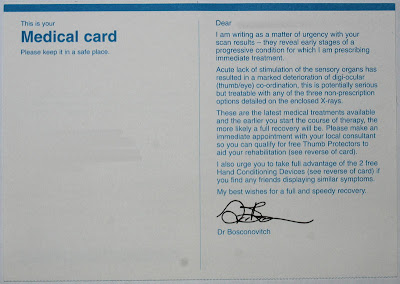 This is your
Medical card
Please keep it in a safe place.
Dear
I am writing as a matter of urgency with your
scan results – they reveal early stages of a
progressive condition for which I am prescribing
immediate treatment.
Acute lack of stimulation of the sensory organs has
resulted in a marked deterioration of digi-ocular
(thumb/eye) co-ordination, this is potentially serious
but treatable with any of the three non-prescription
options detailed on the enclosed X-rays.
These are the latest medical treatments available
and the earlier you start the course of therapy, the
more likely a full recovery will be. Please make an
immediate appointment with your local consultant
so you can qualify for free Thumb Protectors to
aid your rehabilitation (see reverse of card).
I also urge you to take full advantage of the 2 free
Hand Conditioning Devices (see reverse of card) if
you find any friends displaying similar symptoms.
My best wishes for a full and speedy recovery.
Dr Bosconovitch